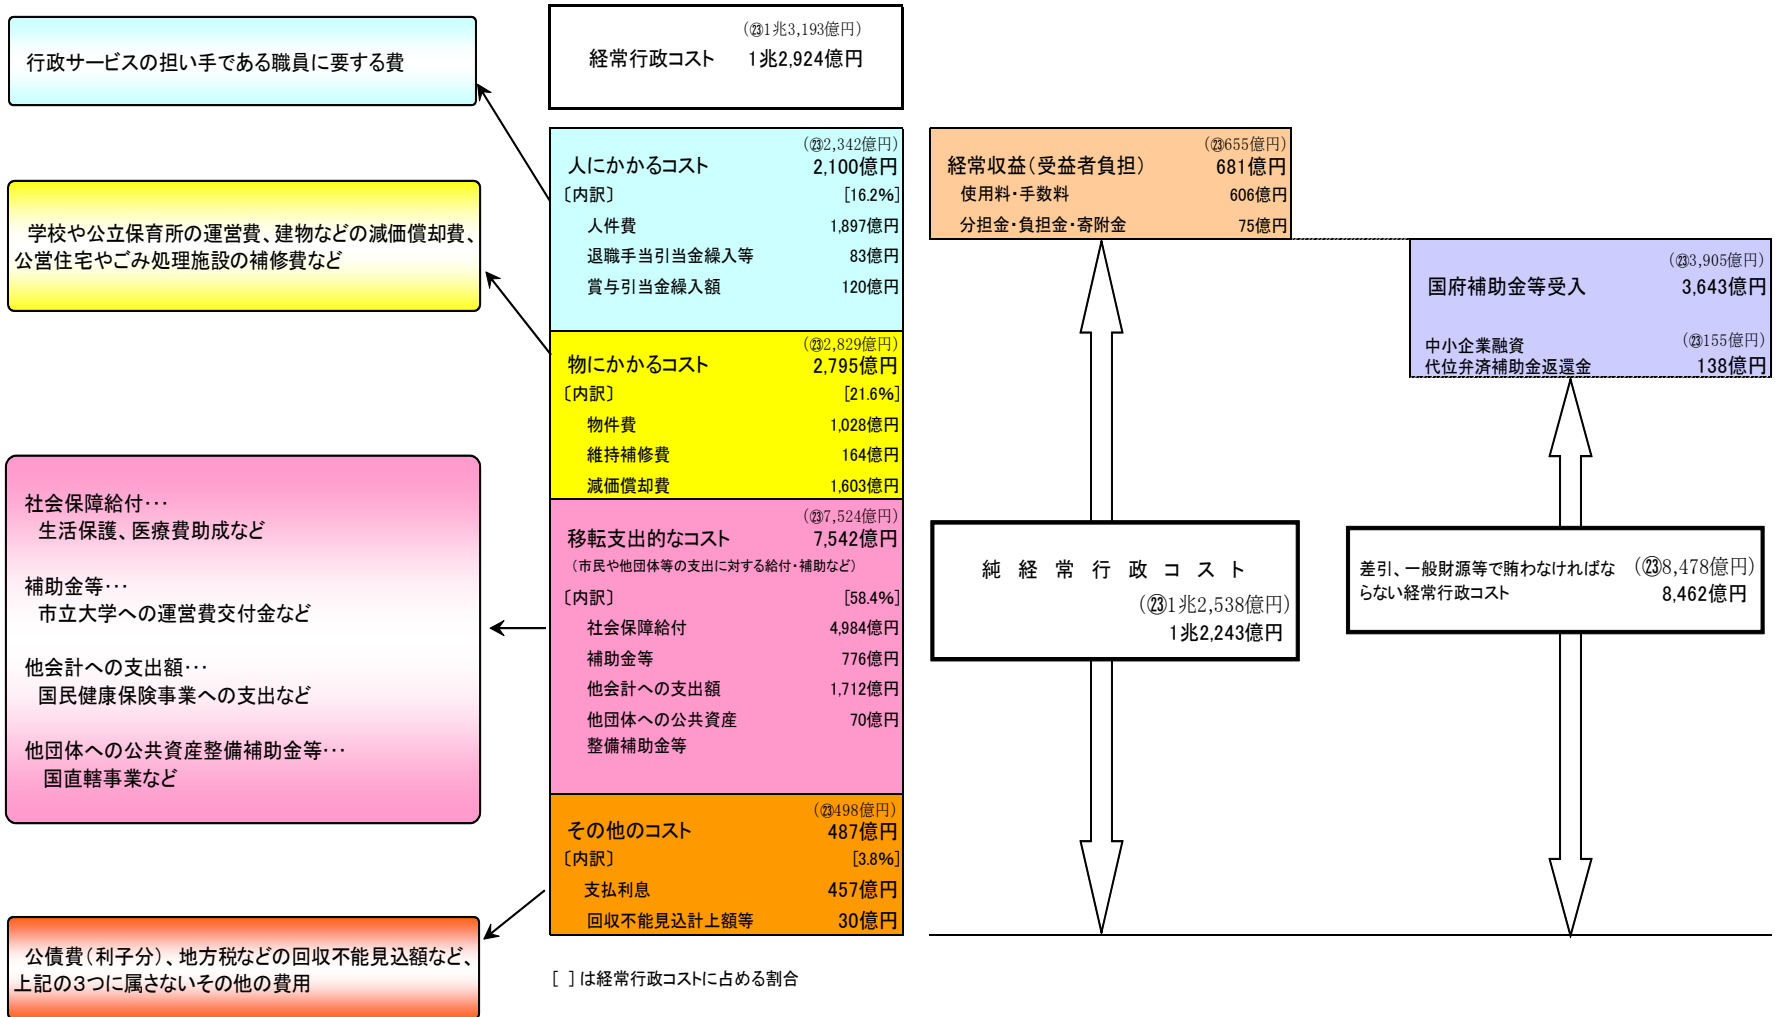 行政サービスの担い手である職員に要する費
学校や公立保育所の運営費、建物などの減価償却費、
公営住宅やごみ処理施設の補修費など
社会保障給付･･･
生活保護、医療費助成など
補助金等･･･
市立大学への運営費交付金など
他会計への支出額･･･
国民健康保険事業への支出など
他団体への公共資産整備補助金等･･･
国直轄事業など
公債費（利子分）、地方税などの回収不能見込額など、
上記の３つに属さないその他の費用
（㉓1兆3,193億円）
経常行政コスト 1兆2,924億円
（㉓2,342億円）
人にかかるコスト 2,100億円
〔内訳〕 [16.2%]
人件費 1,897億円
退職手当引当金繰入等 83億円
賞与引当金繰入額 120億円
（㉓2,829億円）
物にかかるコスト 2,795億円
〔内訳〕 [21.6%]
物件費 1,028億円
維持補修費 164億円
減価償却費 1,603億円
（㉓7,524億円）
移転支出的なコスト 7,542億円
（市民や他団体等の支出に対する給付・補助など）
〔内訳〕 [58.4%]
社会保障給付 4,984億円
補助金等 776億円
他会計への支出額 1,712億円
他団体への公共資産 70億円
整備補助金等
（㉓498億円）
その他のコスト 487億円
〔内訳〕 [3.8%]
支払利息 457億円
回収不能見込計上額等 30億円
[ ]は経常行政コストに占める割合
（㉓655億円）
経常収益（受益者負担） 681億円
使用料・手数料 606億円
分担金・負担金・寄附金 75億円
（㉓3,905億円）
国府補助金等受入 3,643億円
中小企業融資 （㉓155億円）
代位弁済補助金返還金 138億円
純経常行政コスト
（㉓1兆2,538億円）
1兆2,243億円
差引、一般財源等で賄わなければな （㉓8,478億円）
らない経常行政コスト 8,462億円